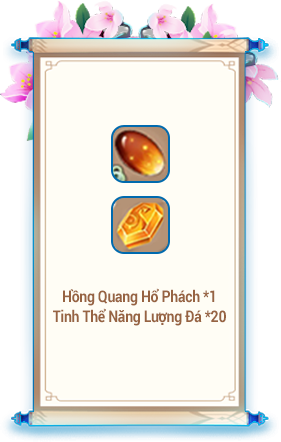 Hồng Quang Hổ Phách *1
Tinh Thể Năng Lượng Đá *20